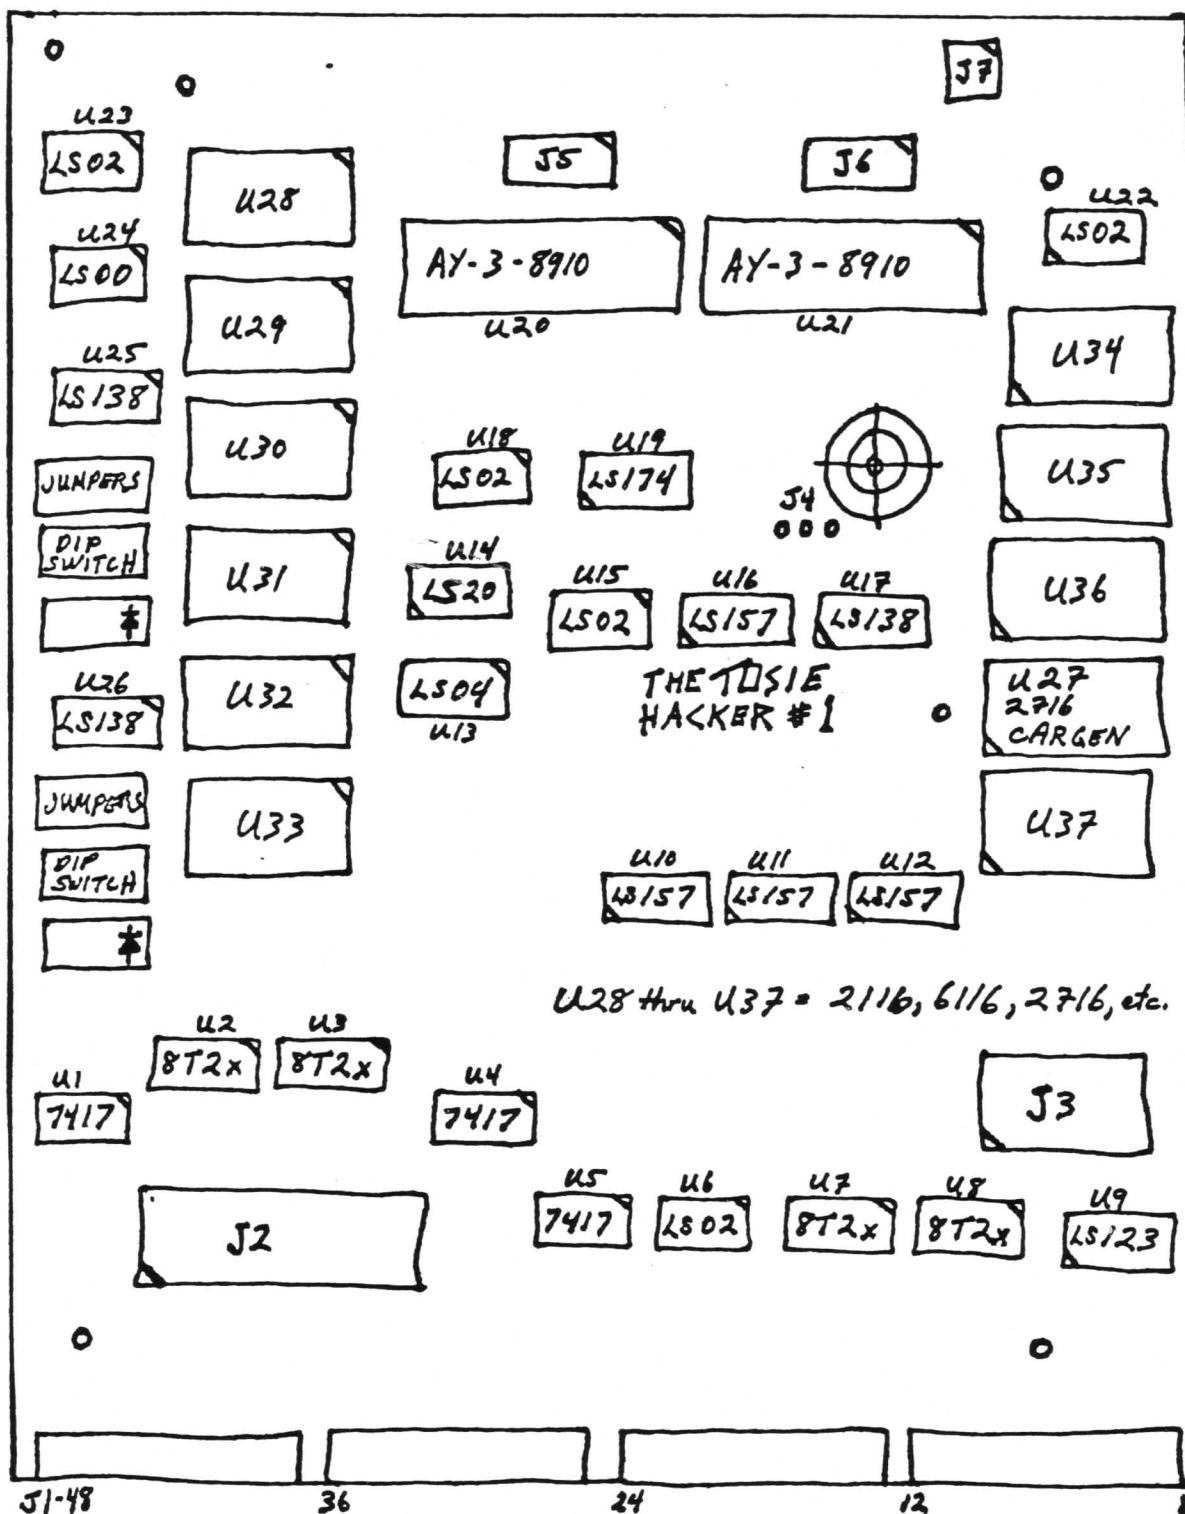 J7
U23
LS02
U28
J5
J6
U22
LS02
U24
LS00
AY-3-8910
U20
AY-3-8910
U21
U29
U34
U25
LS138
U30
U18
LS02
U19
LS174
J4
U35
JUMPERS
DIP
SWITCH
U31
U14
LS20
U15
LS02
U16
LS157
U17
LS138
U36
U26
LS138
U32
LS04
U13
THE TOSIE
HACKER #1
U27
2716
CARGEN
JUMPERS
DIP
SWITCH
U33
U10
LS157
U11
LS157
U12
LS157
U37
U28 thru U37 = 2116, 6116, 2716, etc.
U1
7417
U2
8T2x
U3
8T2x
U4
7417
J3
J2
U5
7417
U6
LS02
U7
8T2x
U8
8T2x
U9
LS123
J1-48
36
24
12